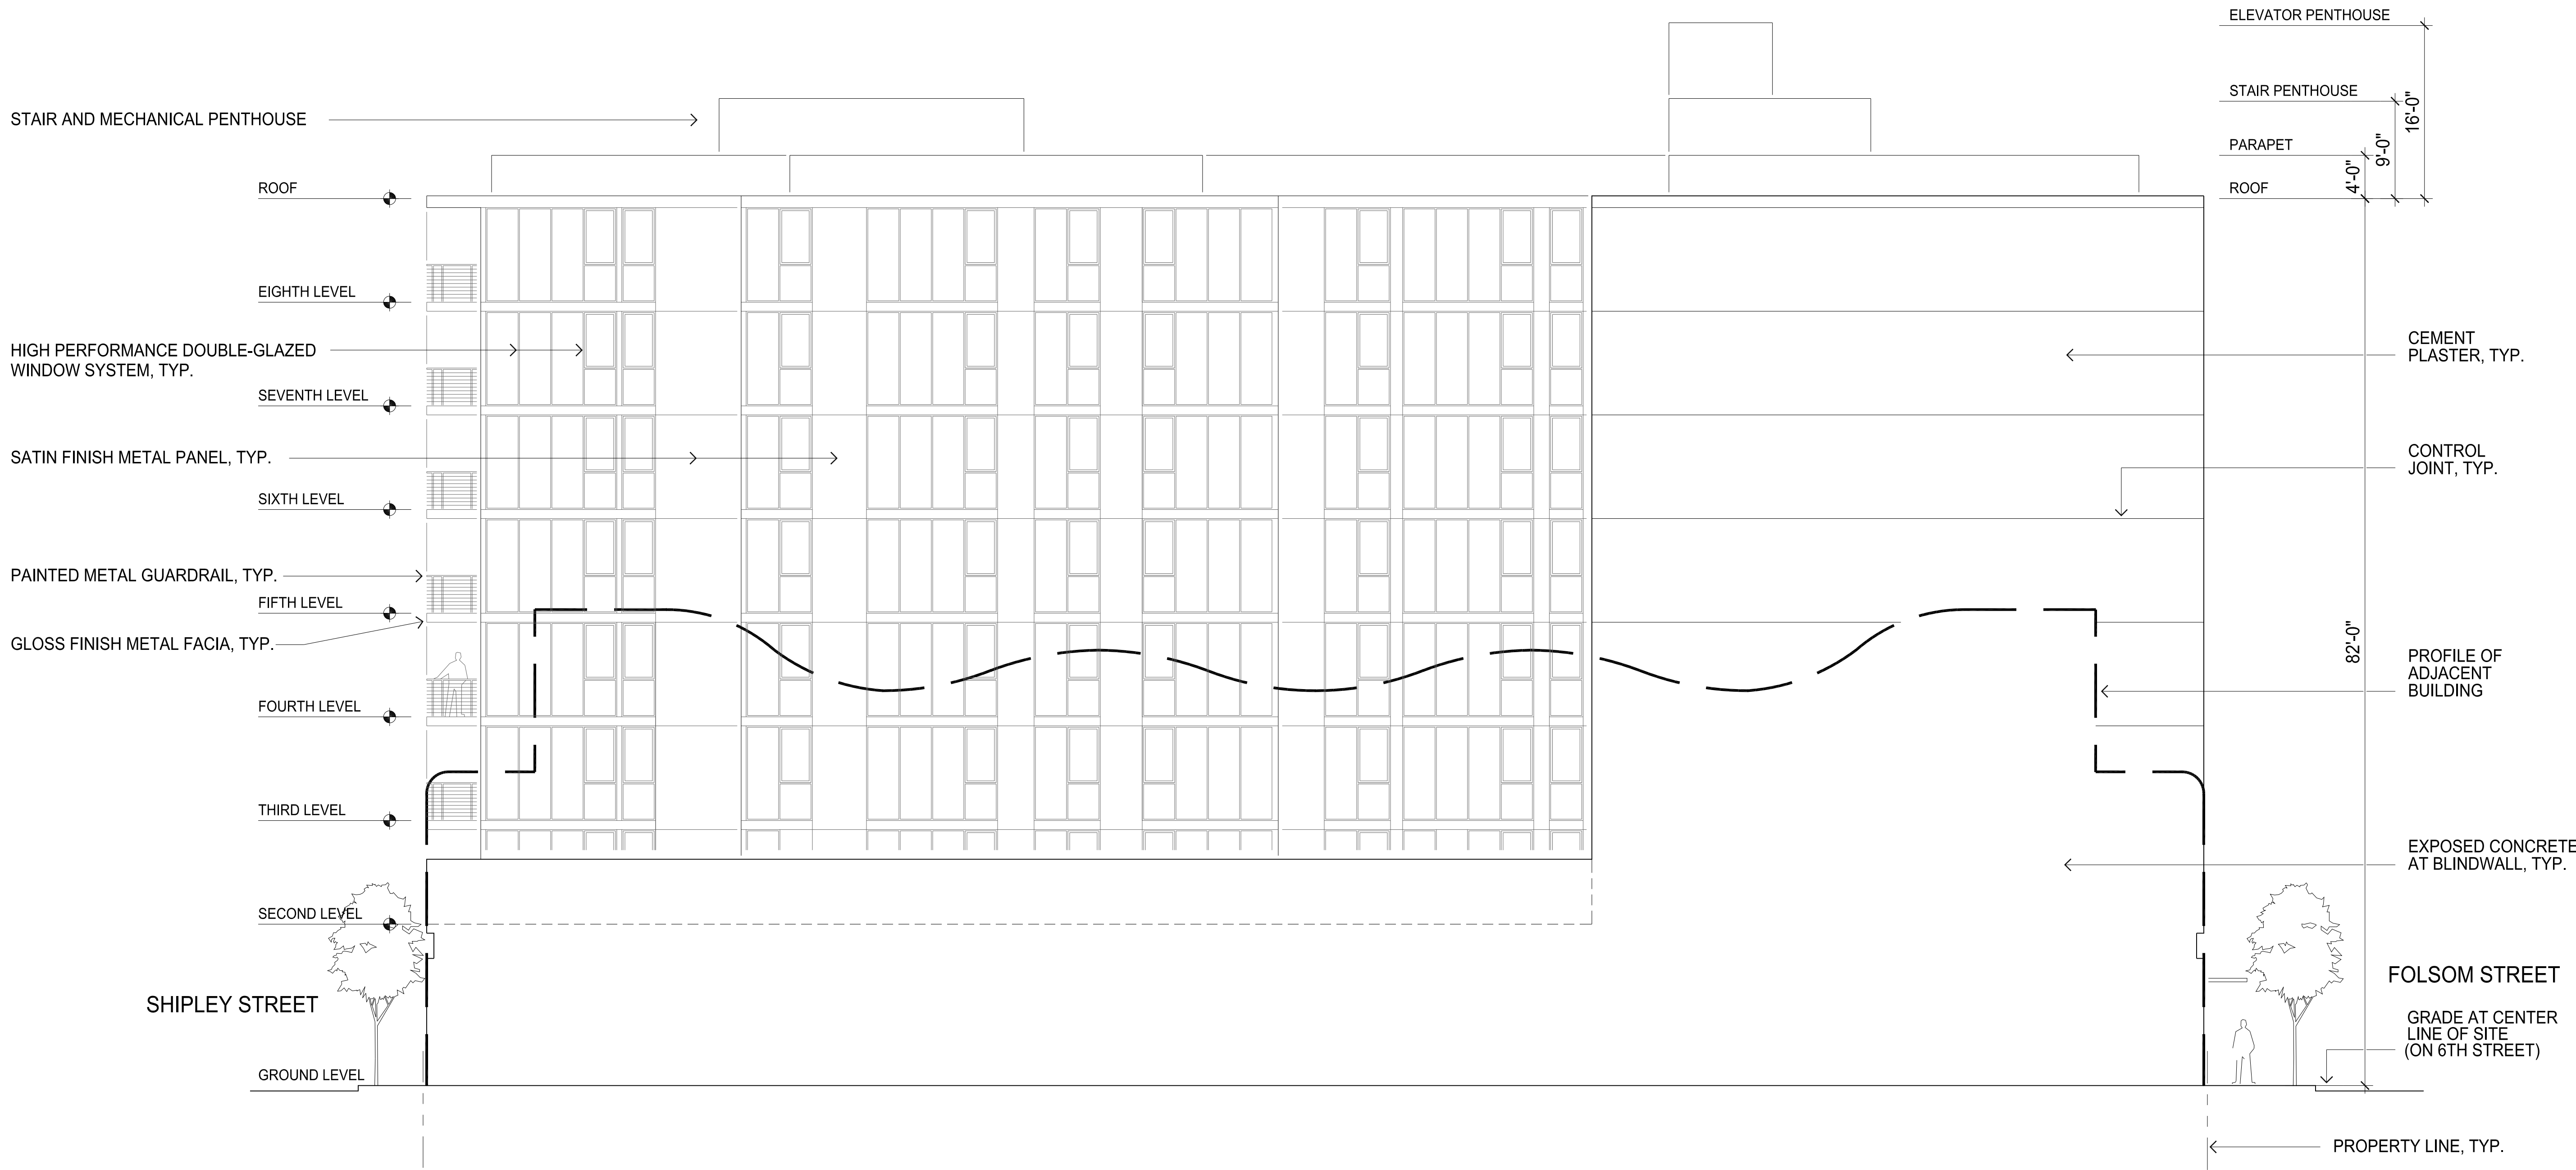 ELEVATOR PENTHOUSE
STAIR PENTHOUSE
16'-0"
STAIR AND MECHANICAL PENTHOUSE
PARAPET
9'-0"
4'-0"
ROOF
ROOF
EIGHTH LEVEL
HIGH PERFORMANCE DOUBLE-GLAZED
WINDOW SYSTEM, TYP.
CEMENT
PLASTER, TYP.
SEVENTH LEVEL
SATIN FINISH METAL PANEL, TYP.
CONTROL
JOINT, TYP.
SIXTH LEVEL
PAINTED METAL GUARDRAIL, TYP.
FIFTH LEVEL
GLOSS FINISH METAL FACIA, TYP.
82'-0"
PROFILE OF
ADJACENT
BUILDING
FOURTH LEVEL
THIRD LEVEL
EXPOSED CONCRETE
AT BLINDWALL, TYP.
SECOND LEVEL
SHIPLEY STREET
FOLSOM STREET
GRADE AT CENTER
LINE OF SITE
(ON 6TH STREET)
GROUND LEVEL
PROPERTY LINE, TYP.